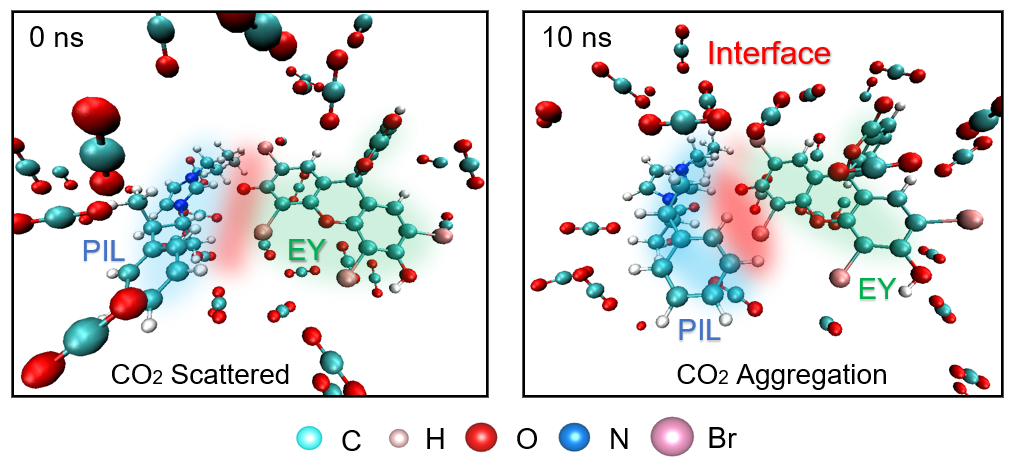 0 ns
PIL
EY
CO₂ Scattered
10 ns
Interface
EY
PIL
CO₂ Aggregation
C H O N Br